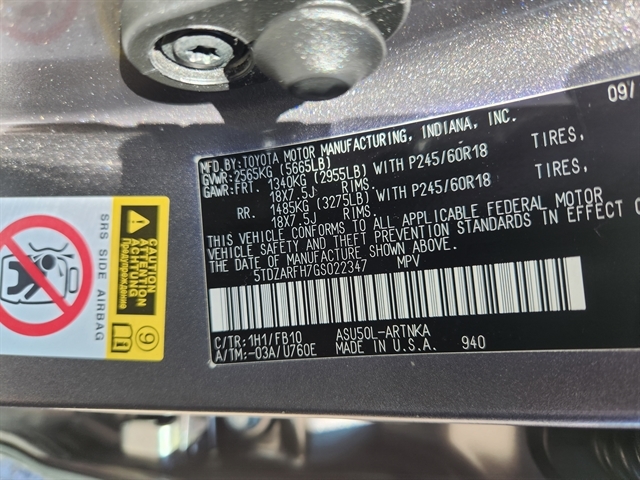 09/
MFD.BY:TOYOTA MOTOR MANUFACTURING, INDIANA, INC.
GVWR: 2565KG (5665LB)
GAWR:FRT. 1340KG (2955LB) WITH P245/60R18 TIRES,
18X7.5J RIMS.
RR. 1485KG (3275LB) WITH P245/60R18 TIRES,
18X7.5J RIMS.
THIS VEHICLE CONFORMS TO ALL APPLICABLE FEDERAL MOTOR
VEHICLE SAFETY AND THEFT PREVENTION STANDARDS IN EFFECT O
THE DATE OF MANUFACTURE SHOWN ABOVE.
5TDZARFH7GS022347 MPV
C/TR: 1H1/FB10 ASU50L-ARTNKA
A/TM:-03A/U760E MADE IN U.S.A. 940
SRS SIDE AIRBAG
CAUTION
ATTENTION
ACHTUNG
Предупреждение
9